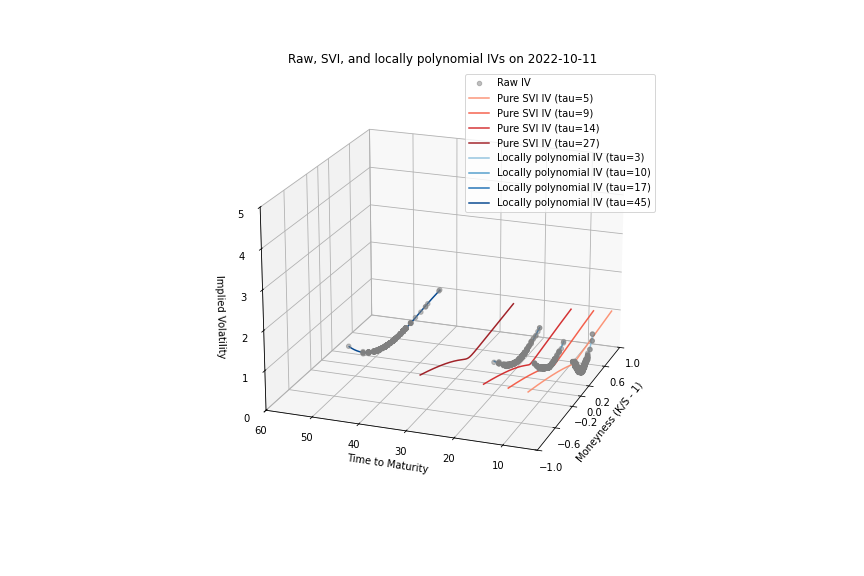 Raw, SVI, and locally polynomial IVs on 2022-10-11
Raw IV
Pure SVI IV (tau=5)
Pure SVI IV (tau=9)
Pure SVI IV (tau=14)
Pure SVI IV (tau=27)
Locally polynomial IV (tau=3)
Locally polynomial IV (tau=10)
Locally polynomial IV (tau=17)
Locally polynomial IV (tau=45)
5
4
3
2
1
0
Implied Volatility
60
50
40
30
20
10
Time to Maturity
1.0
0.6
0.2
0.0
−0.2
−0.6
−1.0
Moneyness (K/S - 1)